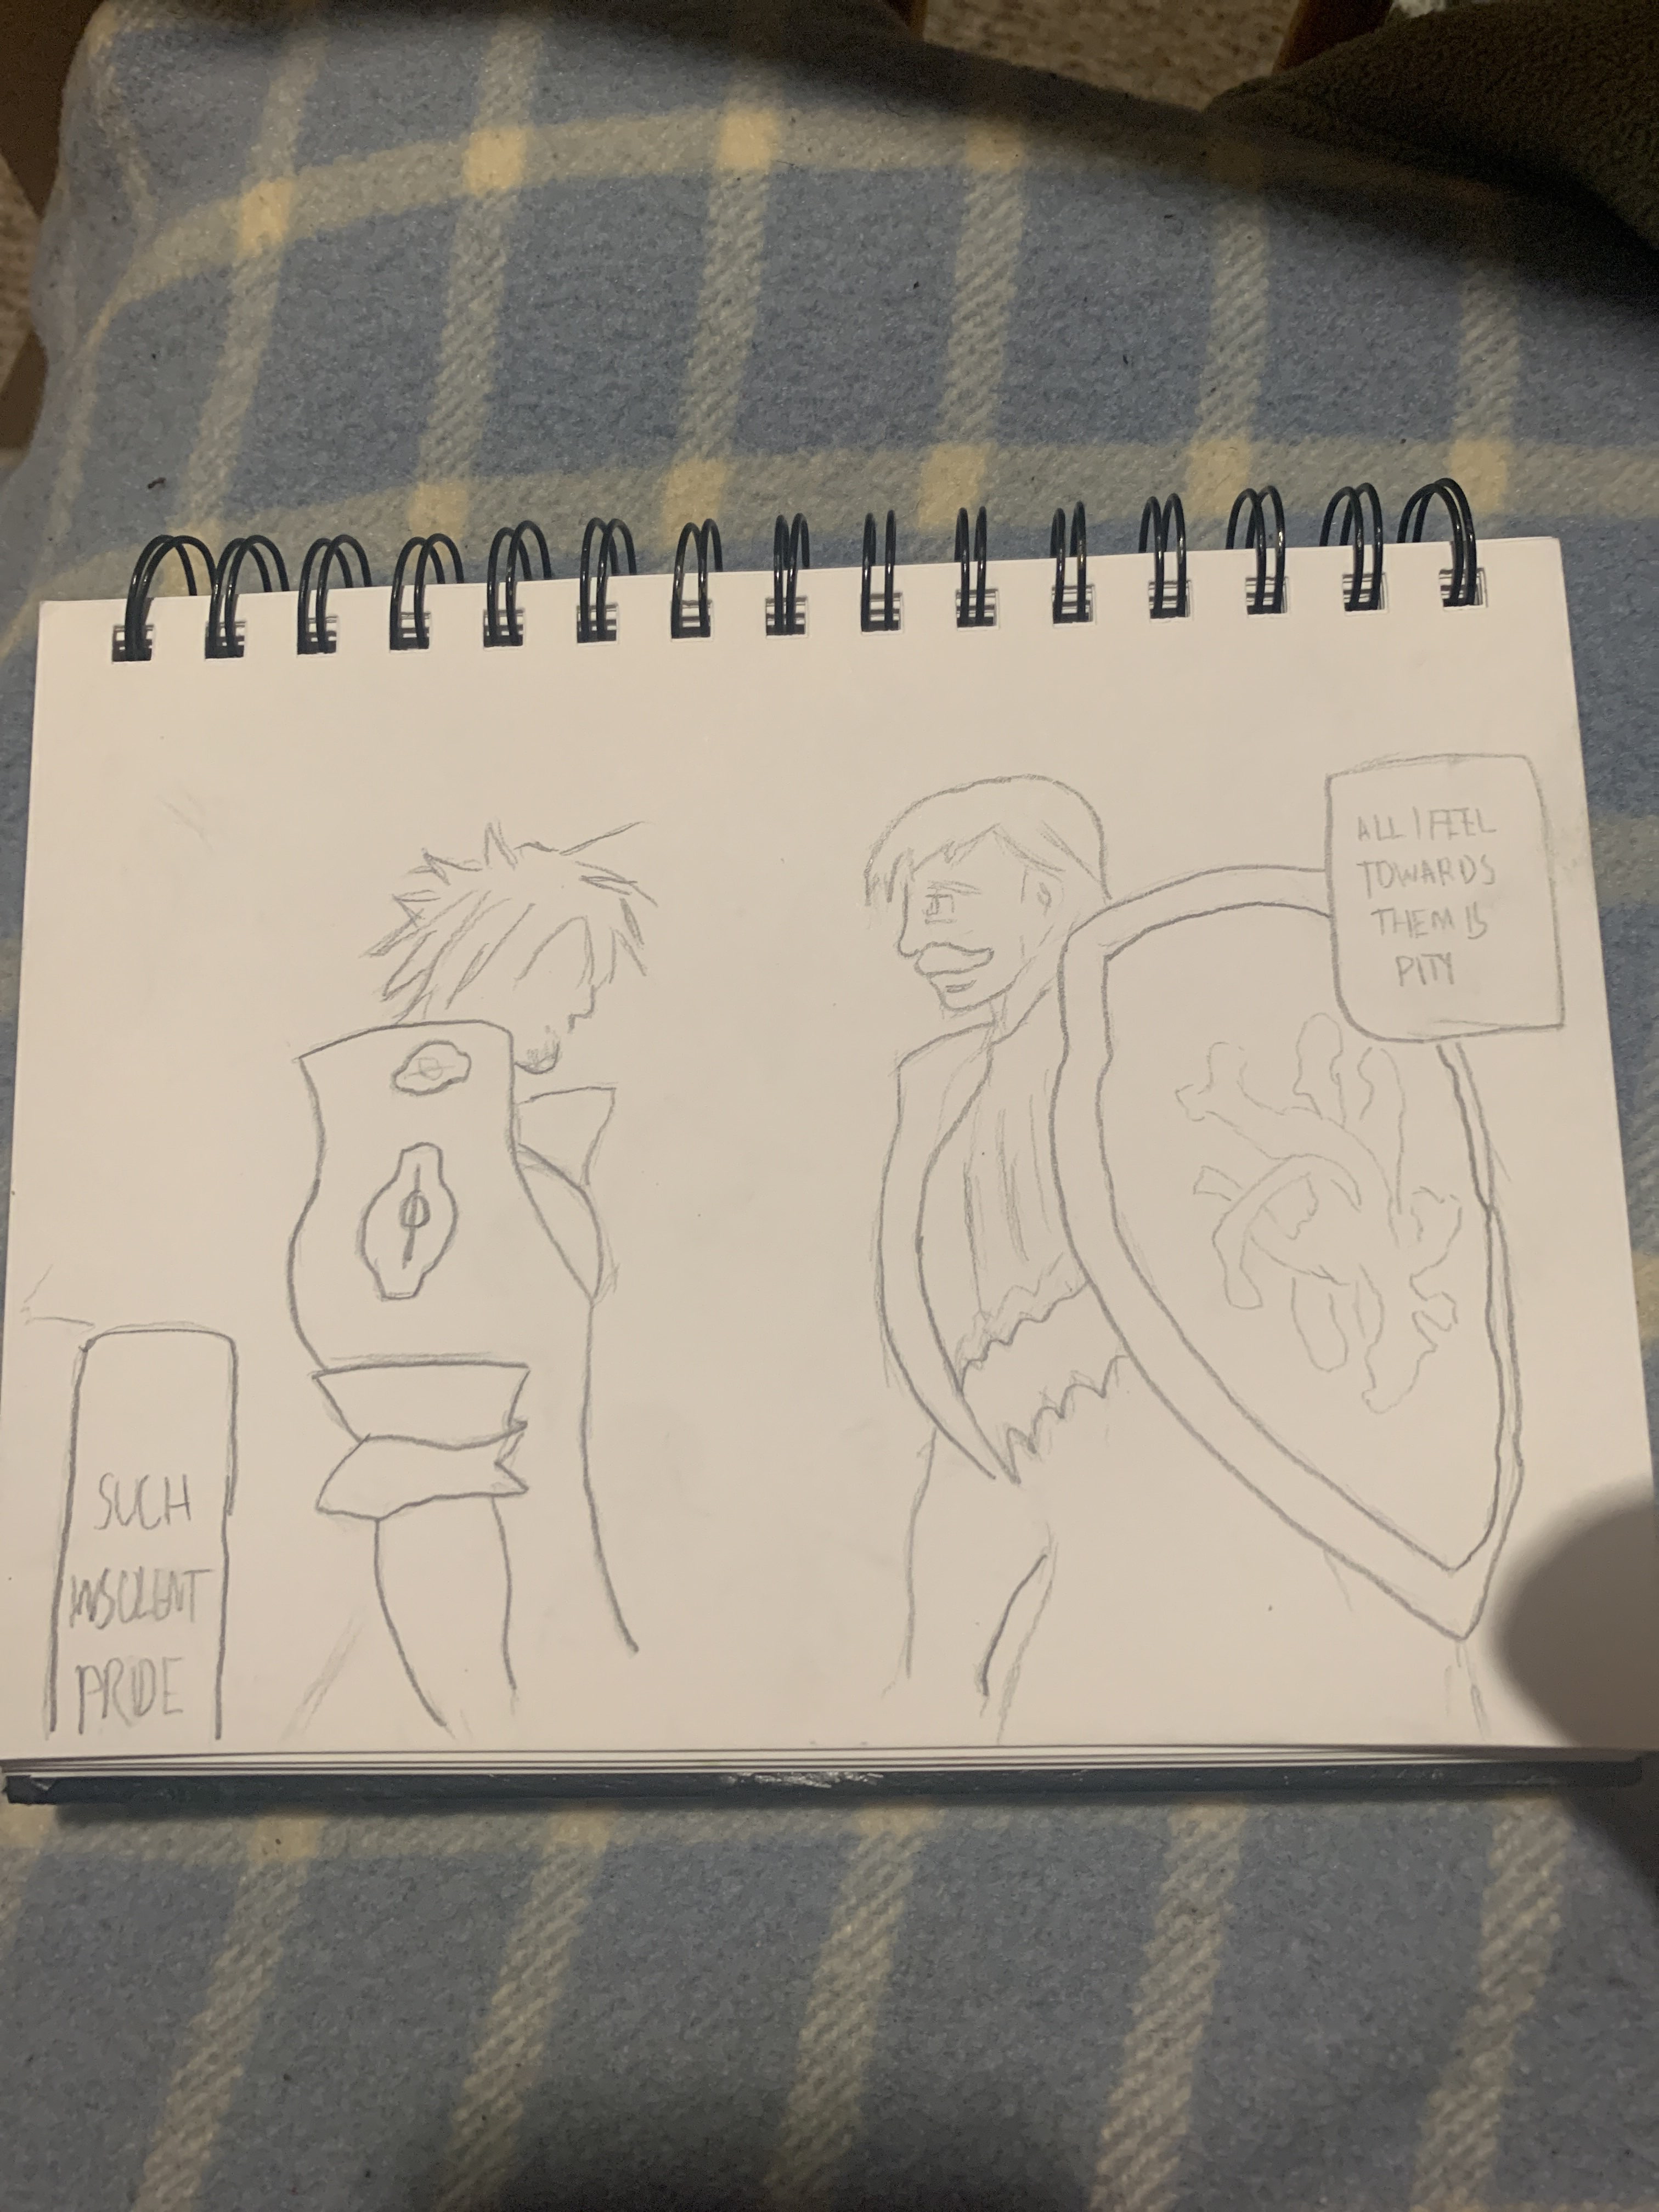 ALL I FEEL
TOWARDS
THEM IS
PITY
SUCH
INSOLENT
PRIDE